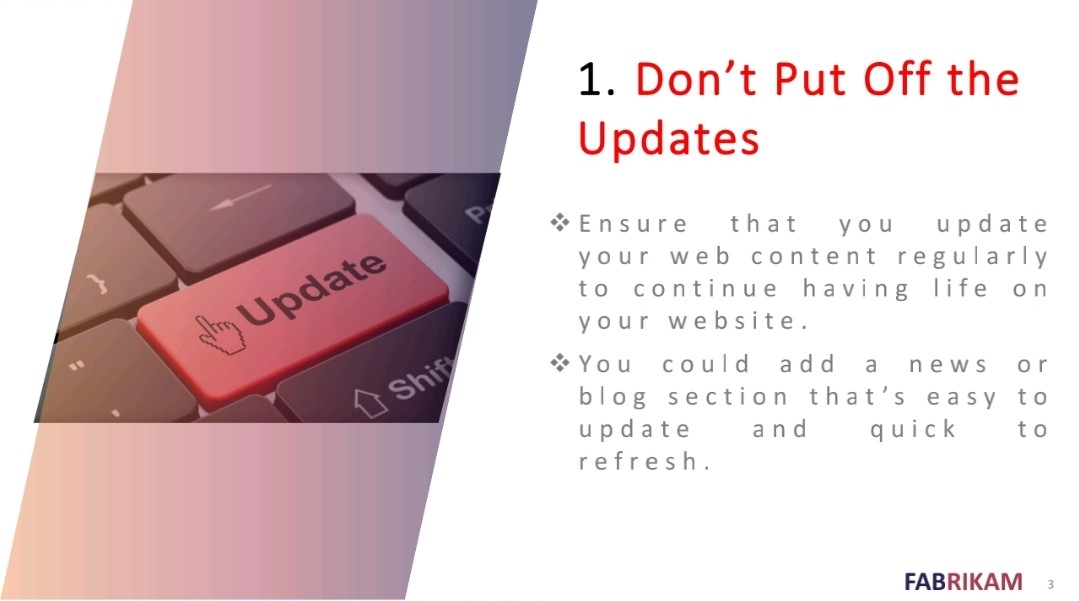 1. Don’t Put Off the
Updates
❖ Ensure that you update
your web content regularly
to continue having life on
your website.
❖ You could add a news or
blog section that’s easy to
update and quick to
refresh.
Update
Shift
}
"
'
FABRIKAM
3